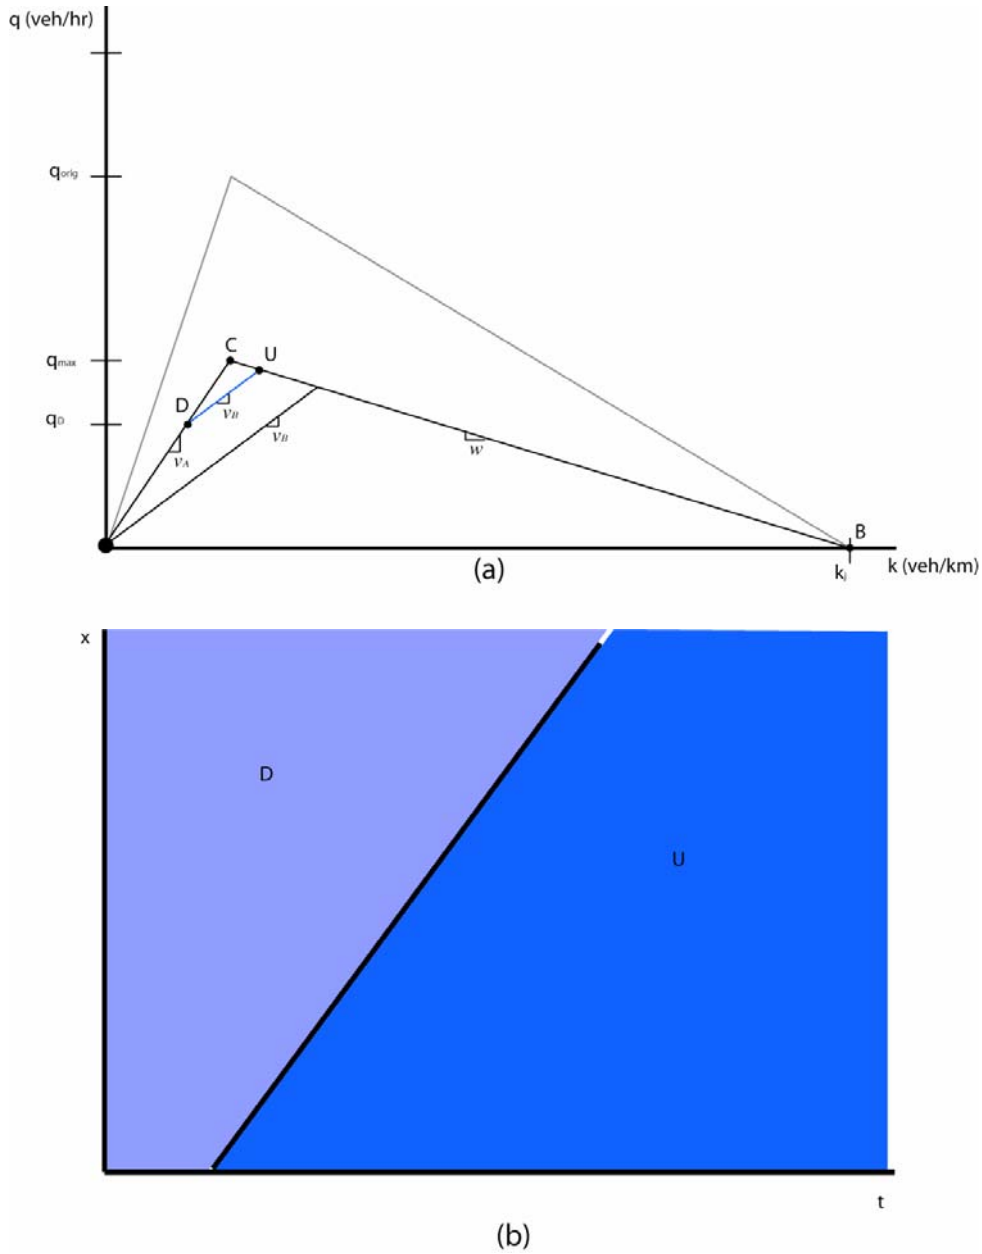 q (veh/hr)
qorig
qmax
C
U
D
qD
vB
vB
vA
w
B
kj
k (veh/km)
(a)
x
D
U
t
(b)